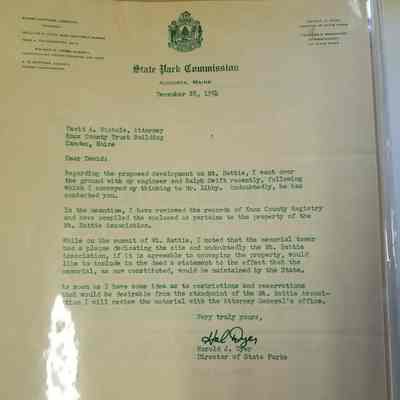 State Park Commission
Augusta, Maine
December 28, 1954
David A. Nichols, Attorney
Knox County Trust Building
Camden, Maine
Dear David:
Regarding the proposed development on Mt. Battie, I went over
the ground with my engineer and Ralph Swift recently, following
which I conveyed my thinking to Mr. Libby. Undoubtedly, he has
contacted you.
In the meantime, I have reviewed the records of Knox County Registry
and have compiled the enclosed as pertains to the property of the
Mt. Battie Association.
While on the summit of Mt. Battie, I noted that the memorial tower
had a plaque dedicating the site and undoubtedly the Mt. Battie
Association, if it is agreeable to conveying the property, would
like to include in the deed a statement to the effect that the
memorial, as now constituted, would be maintained by the State.
As soon as I have some idea as to restrictions and reservations
that would be desirable from the standpoint of the Mt. Battie Associa-
tion I will review the material with the Attorney General's office.
Very truly yours,
Hal Dyer
Harold J. Dyer
Director of State Parks